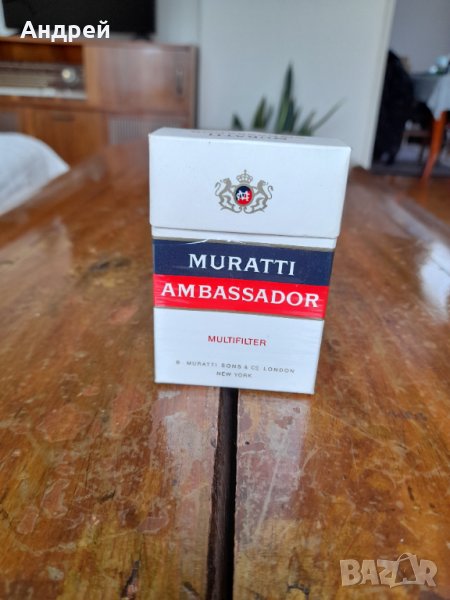 Андрей
MURATTI
AMBASSADOR
MULTIFILTER
® MURATTI SONS & Co LONDON
NEW YORK
BAZAR